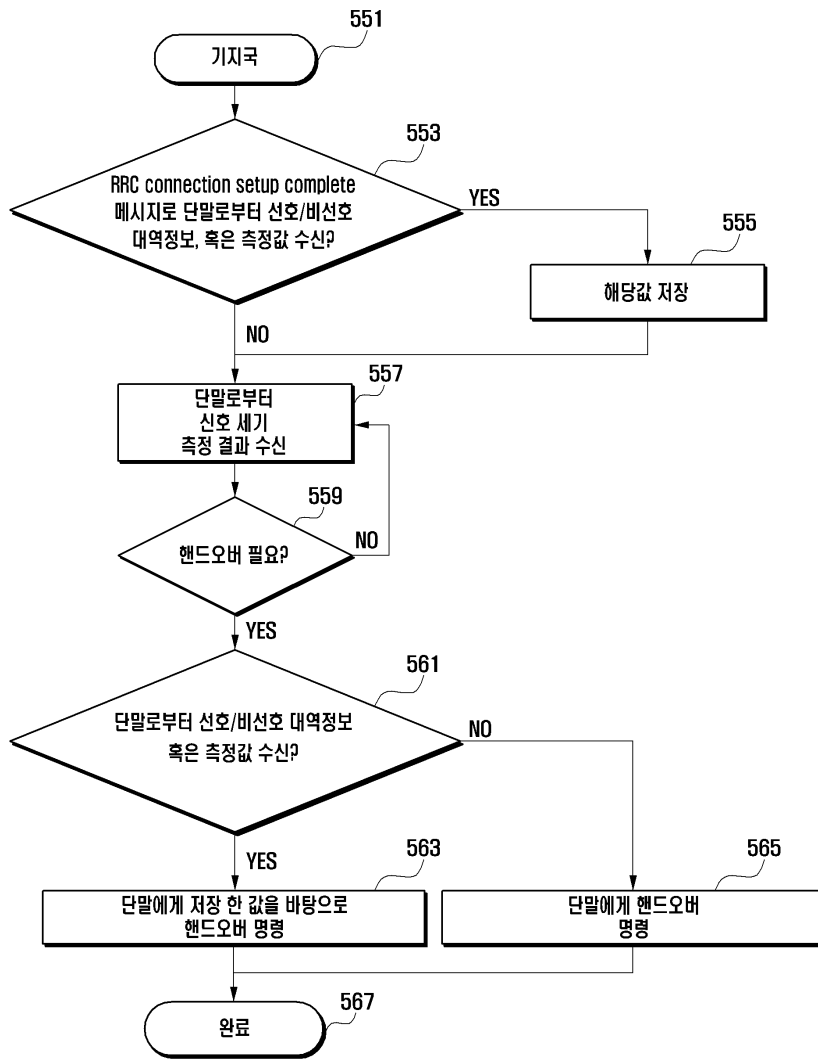 551
기지국
553
RRC connection setup complete
메시지로 단말로부터 선호/비선호
대역정보, 혹은 측정값 수신?
YES
555
해당값 저장
NO
557
단말로부터
신호 세기
측정 결과 수신
559
핸드오버 필요?
NO
YES
561
단말로부터 선호/비선호 대역정보
혹은 측정값 수신?
NO
YES
563
565
단말에게 저장 한 값을 바탕으로
핸드오버 명령
단말에게 핸드오버
명령
완료
567